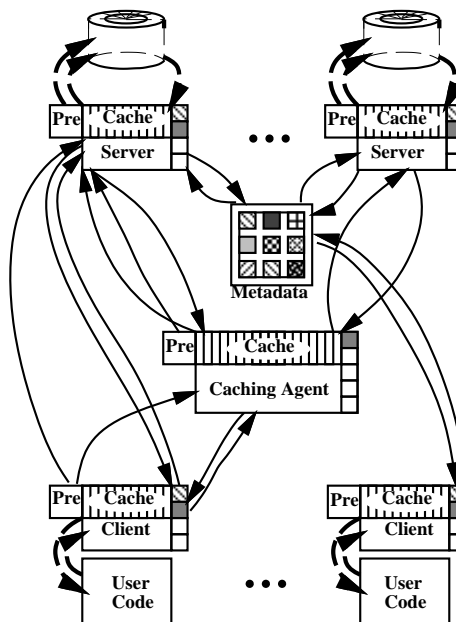 Pre Cache Pre Cache
Server Server
Metadata
Pre Cache
Caching Agent
Pre Cache Pre Cache
Client Client
User User
Code Code